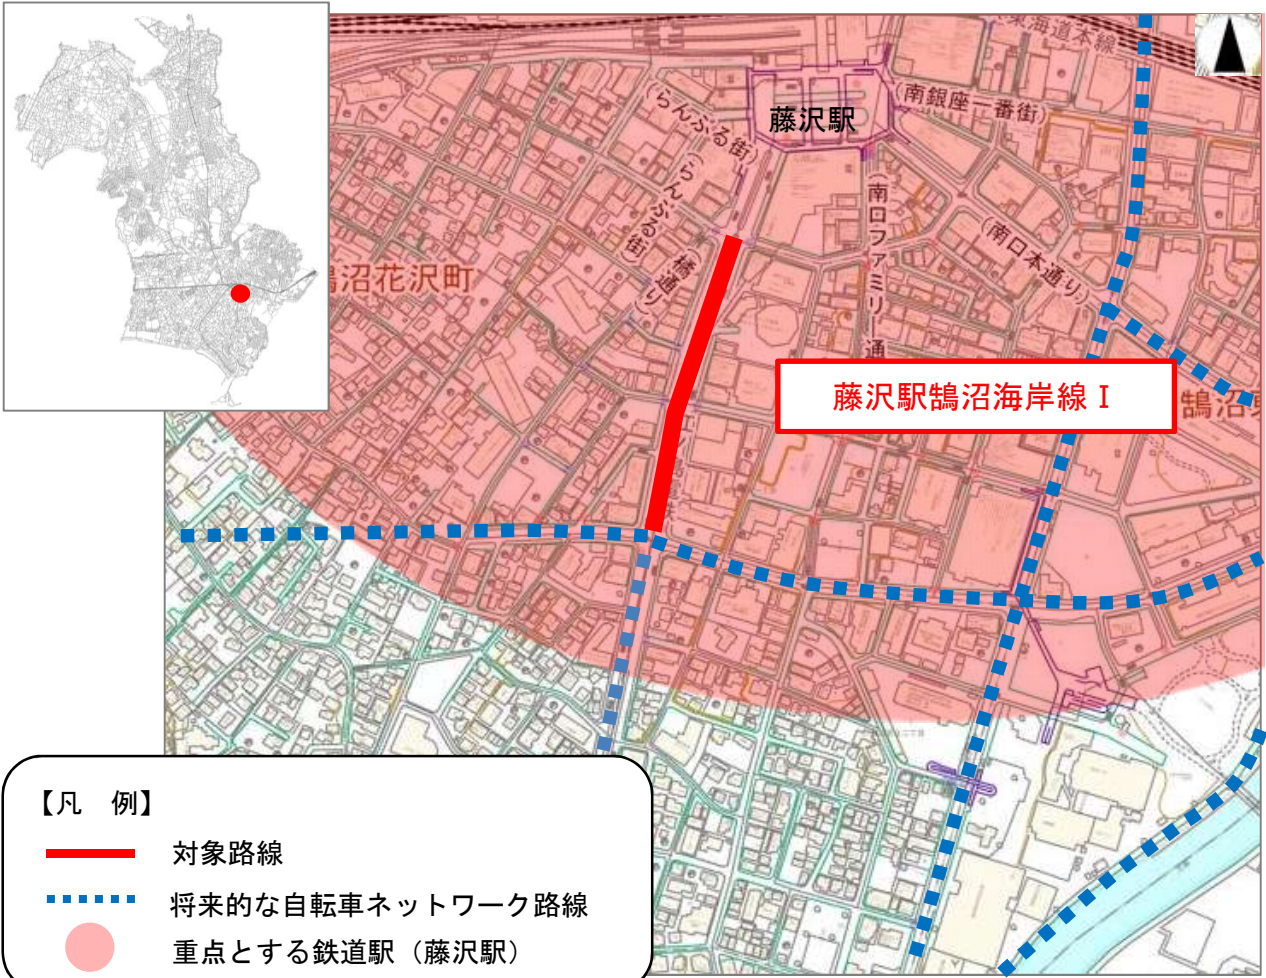 東海道本線
(らんぶる街)
藤沢駅
(南銀座一番街)
(らんぶる街)
橘通り)
(南口ファミリー通
(南口本通り)
鵠沼花沢町
藤沢駅鵠沼海岸線Ⅰ
鵠沼東
【凡　例】
対象路線
将来的な自転車ネットワーク路線
重点とする鉄道駅（藤沢駅）